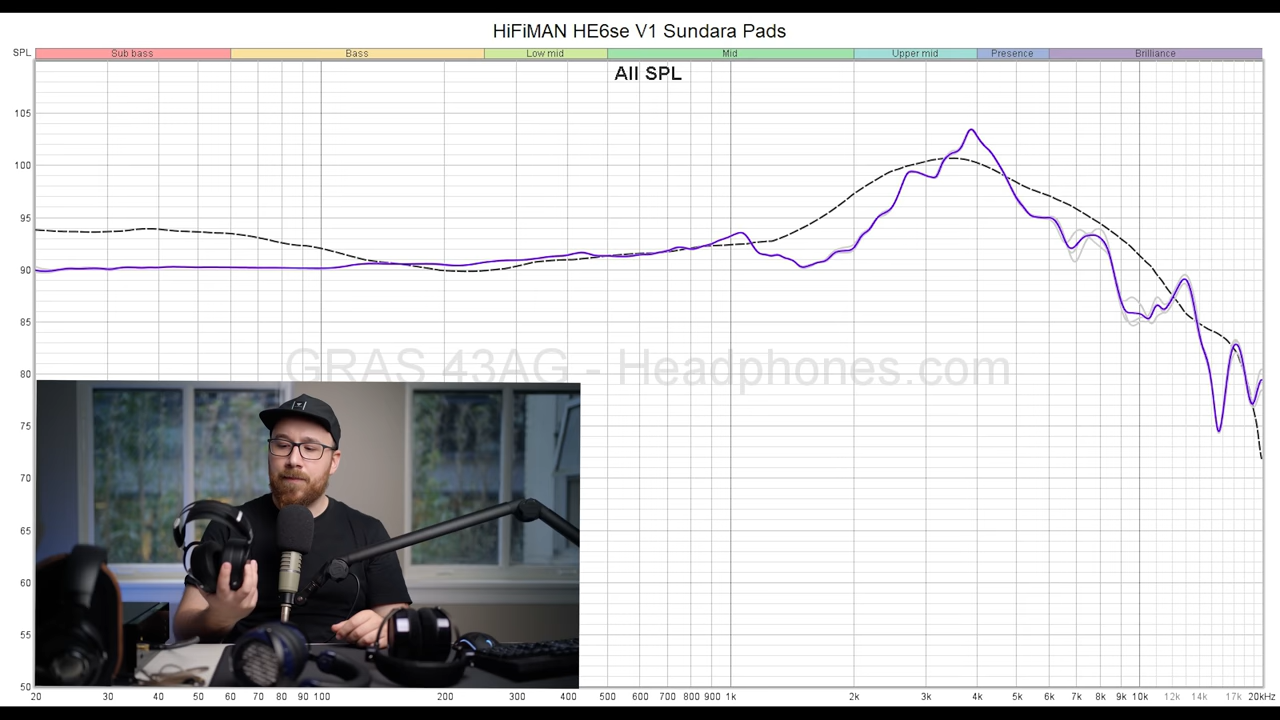 HiFiMAN HE6se V1 Sundara Pads
SPL
Sub bass Bass Low mid Mid Upper mid Presence Brilliance
All SPL
105
100
95
90
85
80
75
70
65
60
55
50
GRAS 43AG - Headphones.com
20 30 40 50 60 70 80 90 100 200 300 400 500 600 700 800 900 1k 2k 3k 4k 5k 6k 7k 8k 9k 10k 12k 14k 17k 20kHz